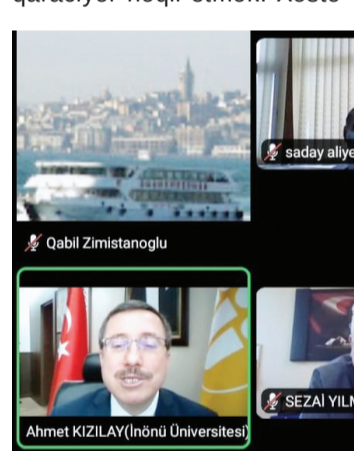 saday aliye
Qabil Zimistanoglu
Ahmet KIZILAY(İnönü Üniversitesi)
SEZAİ YILM